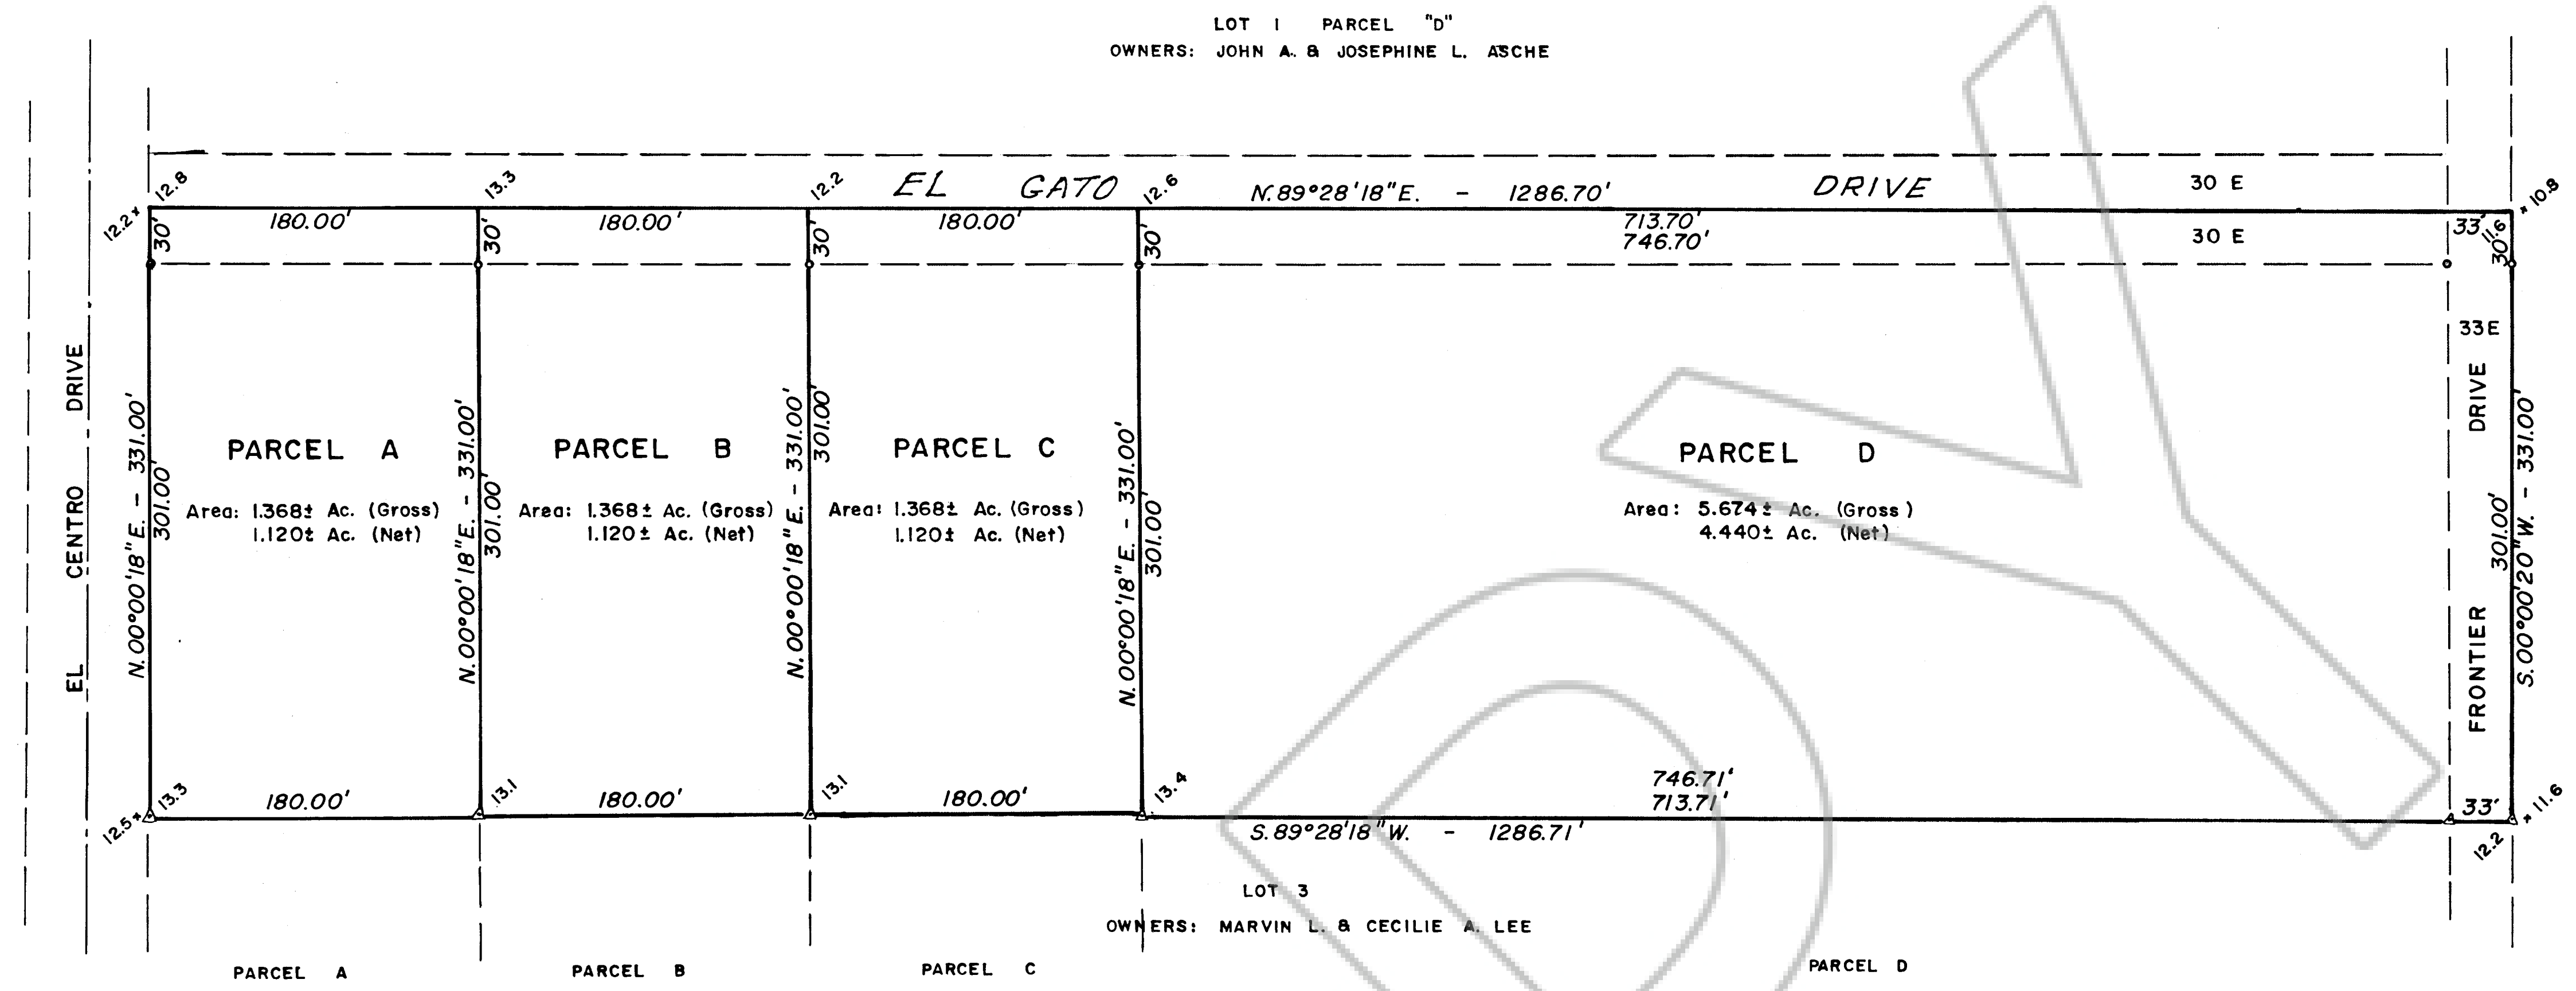 LOT 1 PARCEL "D"
OWNERS: JOHN A. & JOSEPHINE L. ASCHE
12.8
13.3
12.2
EL GATO
12.6
N.89°28'18"E. - 1286.70'
DRIVE
30 E
10.8
12.2
180.00'
180.00'
180.00'
713.70'
746.70'
30 E
33'
11.6
30'
30'
30'
30'
30'
33E
EL CENTRO DRIVE
N.00°00'18"E. - 331.00'
301.00'
N.00°00'18"E. - 331.00'
301.00'
N.00°00'18"E. - 331.00'
301.00'
N.00°00'18"E. - 331.00'
301.00'
FRONTIER DRIVE
301.00'
S.00°00'20"W. - 331.00'
PARCEL A
Area: 1.368± Ac. (Gross)
1.120± Ac. (Net)
PARCEL B
Area: 1.368± Ac. (Gross)
1.120± Ac. (Net)
PARCEL C
Area: 1.368± Ac. (Gross)
1.120± Ac. (Net)
PARCEL D
Area: 5.674± Ac. (Gross)
4.440± Ac. (Net)
12.5
13.3
180.00'
13.1
180.00'
13.1
180.00'
13.4
746.71'
713.71'
33'
11.6
12.2
S.89°28'18"W. - 1286.71'
LOT 3
OWNERS: MARVIN L. & CECILIE A. LEE
PARCEL A
PARCEL B
PARCEL C
PARCEL D